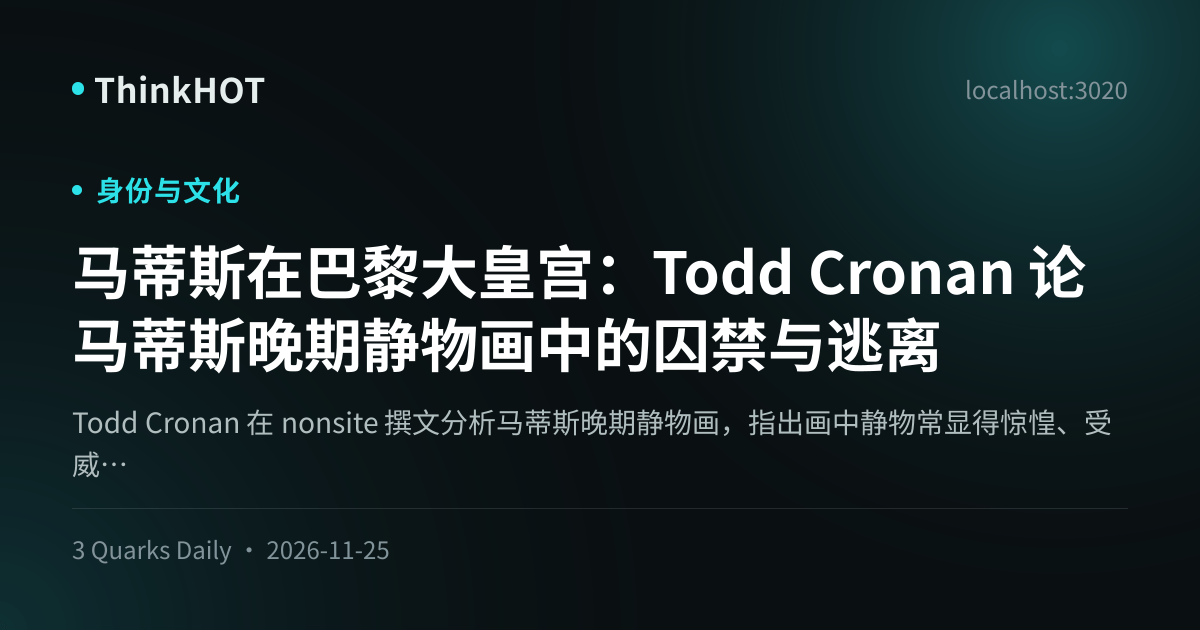 ThinkHOT
localhost:3020
身份与文化
马蒂斯在巴黎大皇宫：Todd Cronan 论
马蒂斯晚期静物画中的囚禁与逃离
Todd Cronan 在 nonsite 撰文分析马蒂斯晚期静物画，指出画中静物常显得惊惶、受
威…
3 Quarks Daily · 2026-11-25